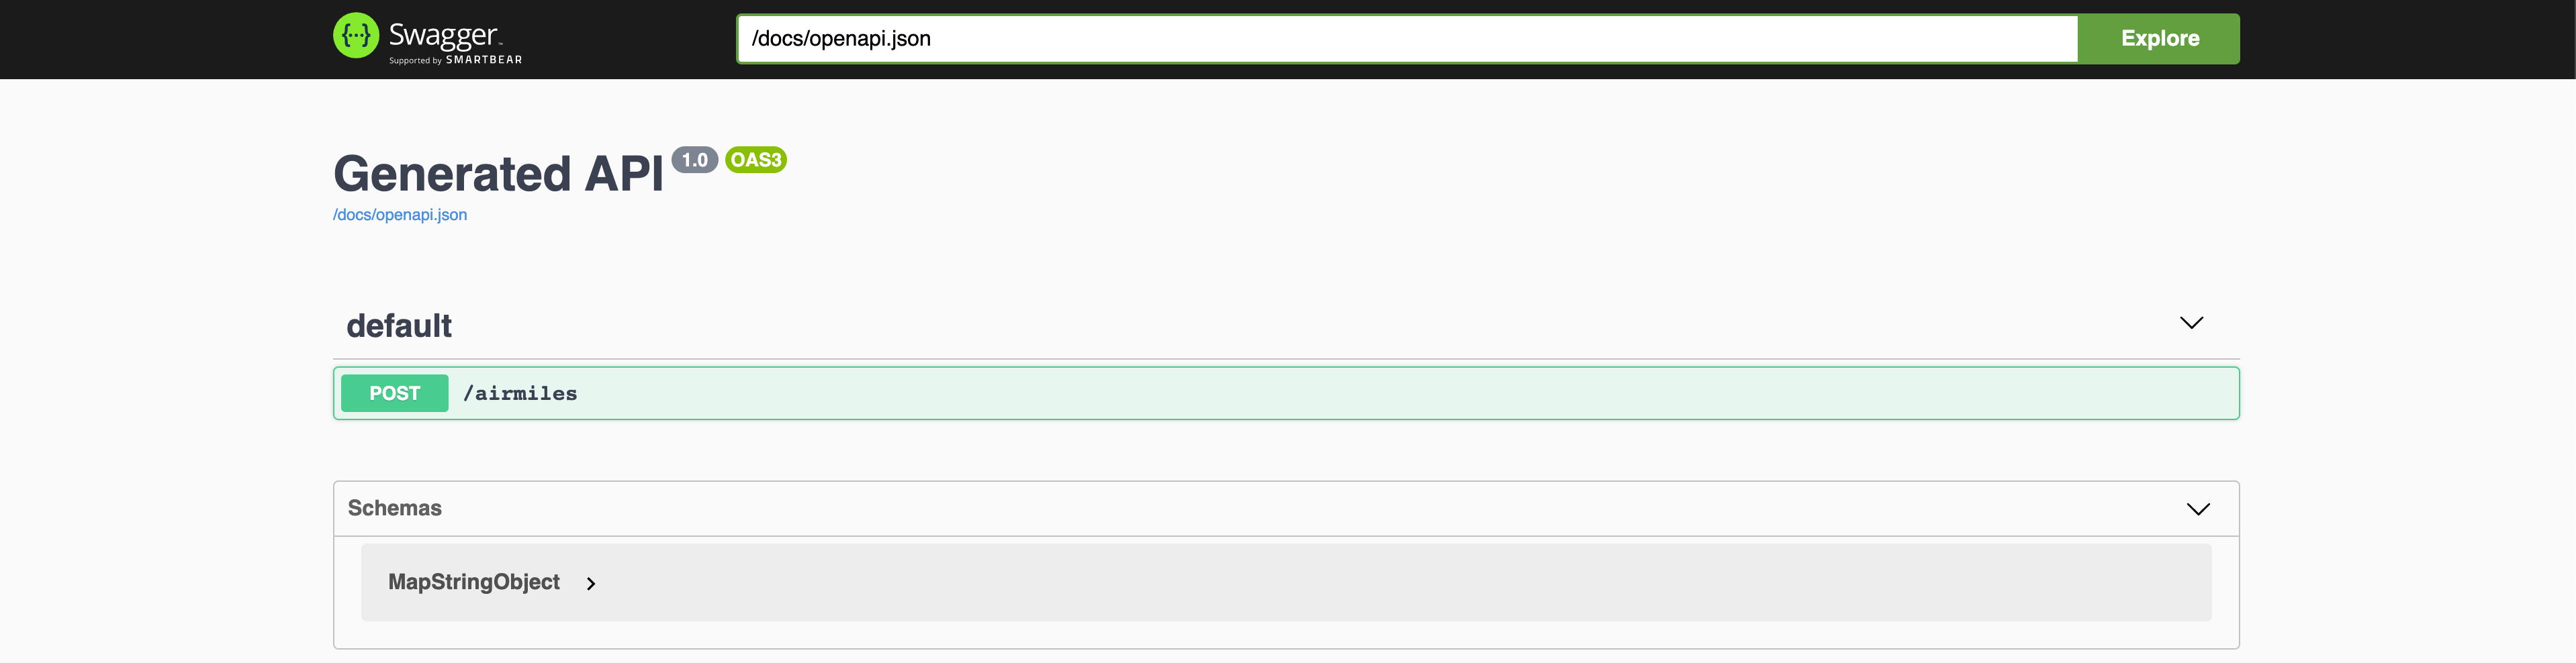 {···} Swagger™
Supported by SMARTBEAR
/docs/openapi.json
Explore
Generated API 1.0 OAS3
/docs/openapi.json
default
POST /airmiles
Schemas
MapStringObject